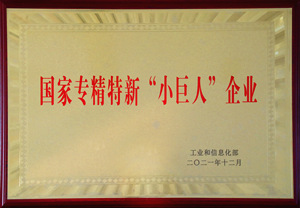 国家专精特新“小巨人”企业
工业和信息化部
二〇二一年十二月